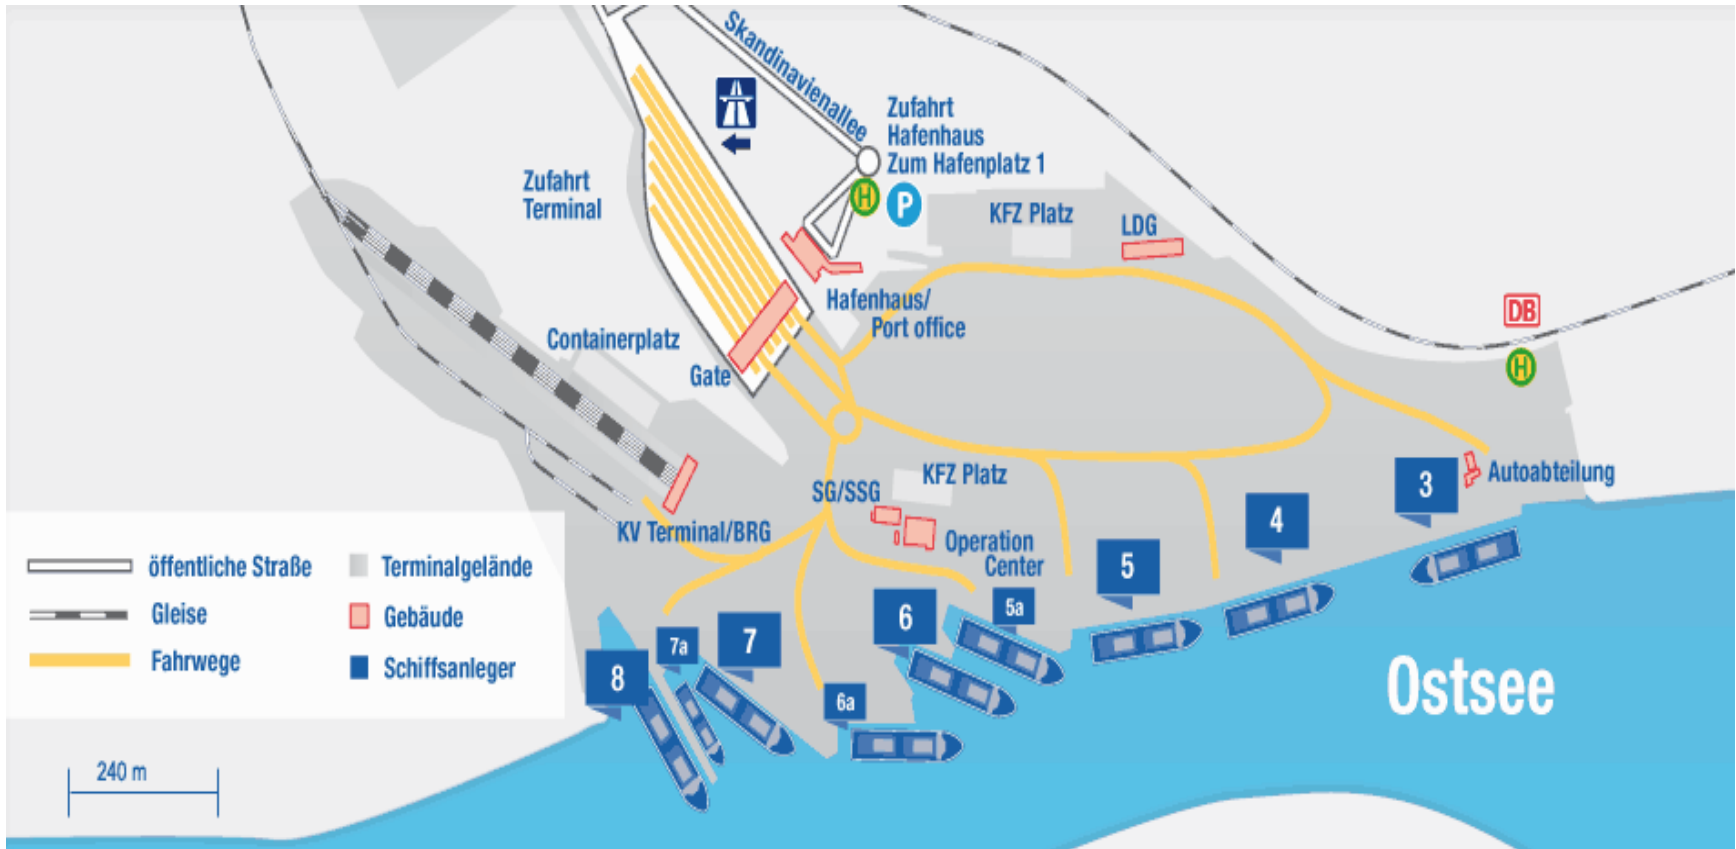 Skandinavienallee
Zufahrt
Hafenhaus
Zum Hafenplatz 1
H
P
Zufahrt
Terminal
KFZ Platz
LDG
Hafenhaus/
Port office
DB
H
Containerplatz
Gate
KFZ Platz
SG/SSG
Autoabteilung
3
4
KV Terminal/BRG
Operation
Center
5
5a
6
7
7a
8
6a
öffentliche Straße
Terminalgelände
Gleise
Gebäude
Fahrwege
Schiffsanleger
Ostsee
240 m